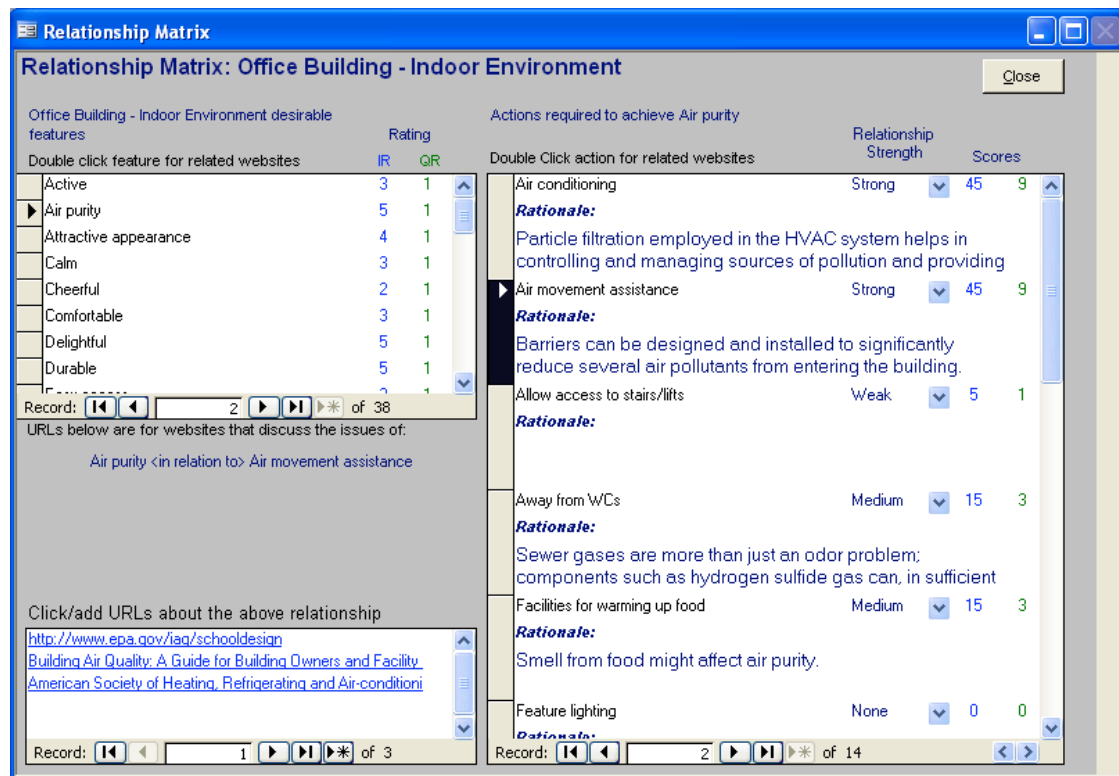 Relationship Matrix
Relationship Matrix: Office Building - Indoor Environment
Close
Office Building - Indoor Environment desirable
features
Rating
Double click feature for related websites IR QR
Active 3 1
Air purity 5 1
Attractive appearance 4 1
Calm 3 1
Cheerful 2 1
Comfortable 3 1
Delightful 5 1
Durable 5 1
Record: 2 of 38
URLs below are for websites that discuss the issues of:
Air purity <in relation to> Air movement assistance
Click/add URLs about the above relationship
http://www.epa.gov/iaq/schooldesign
Building Air Quality: A Guide for Building Owners and Facility
American Society of Heating, Refrigerating and Air-conditioni
Record: 1 of 3
Actions required to achieve Air purity
Relationship
Strength
Scores
Double Click action for related websites
Air conditioning Strong 45 9
Rationale:
Particle filtration employed in the HVAC system helps in
controlling and managing sources of pollution and providing
Air movement assistance Strong 45 9
Rationale:
Barriers can be designed and installed to significantly
reduce several air pollutants from entering the building.
Allow access to stairs/lifts Weak 5 1
Rationale:
Away from WCs Medium 15 3
Rationale:
Sewer gases are more than just an odor problem;
components such as hydrogen sulfide gas can, in sufficient
Facilities for warming up food Medium 15 3
Rationale:
Smell from food might affect air purity.
Feature lighting None 0 0
Rationale:
Record: 2 of 14